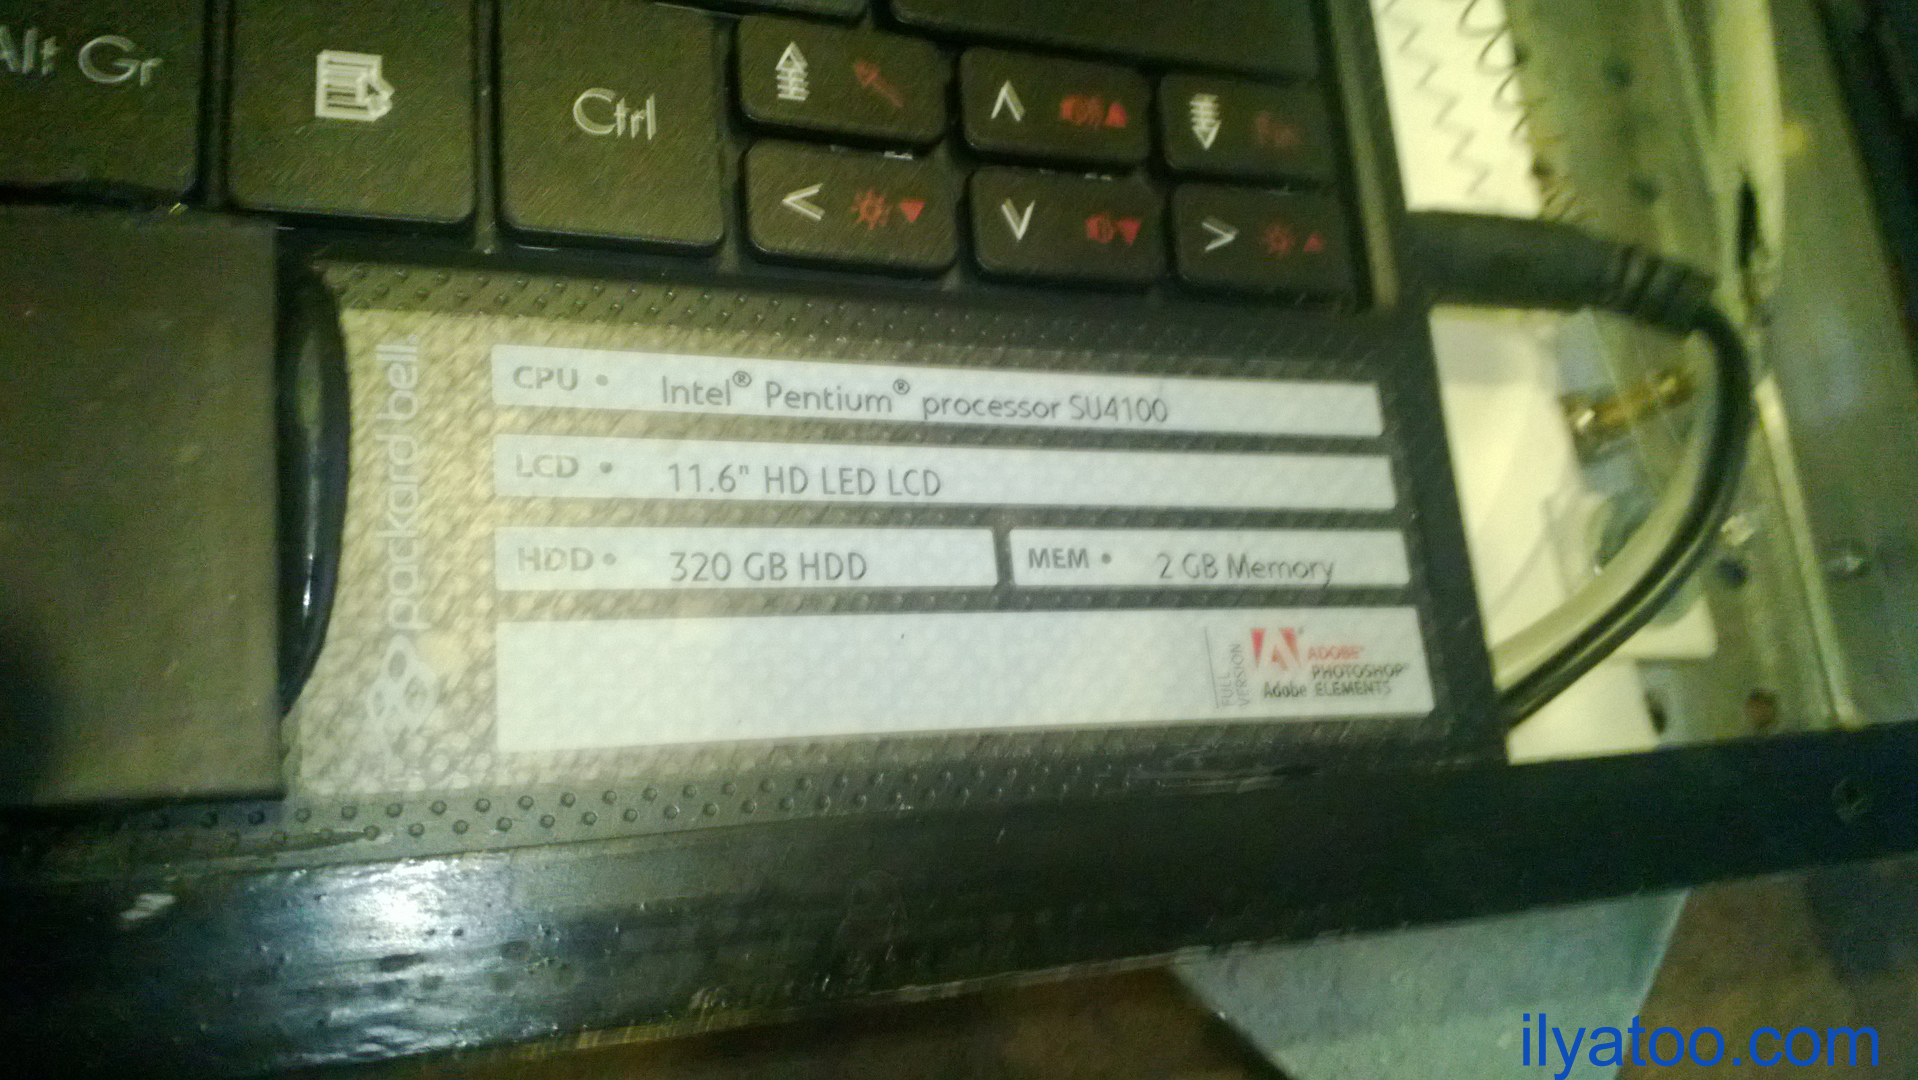 Alt Gr
Ctrl
Fn
packard bell
CPU • Intel® Pentium® processor SU4100
LCD • 11.6" HD LED LCD
HDD • 320 GB HDD
MEM • 2 GB Memory
FULL VERSION
Adobe
ADOBE®
PHOTOSHOP®
ELEMENTS
ilyatoo.com